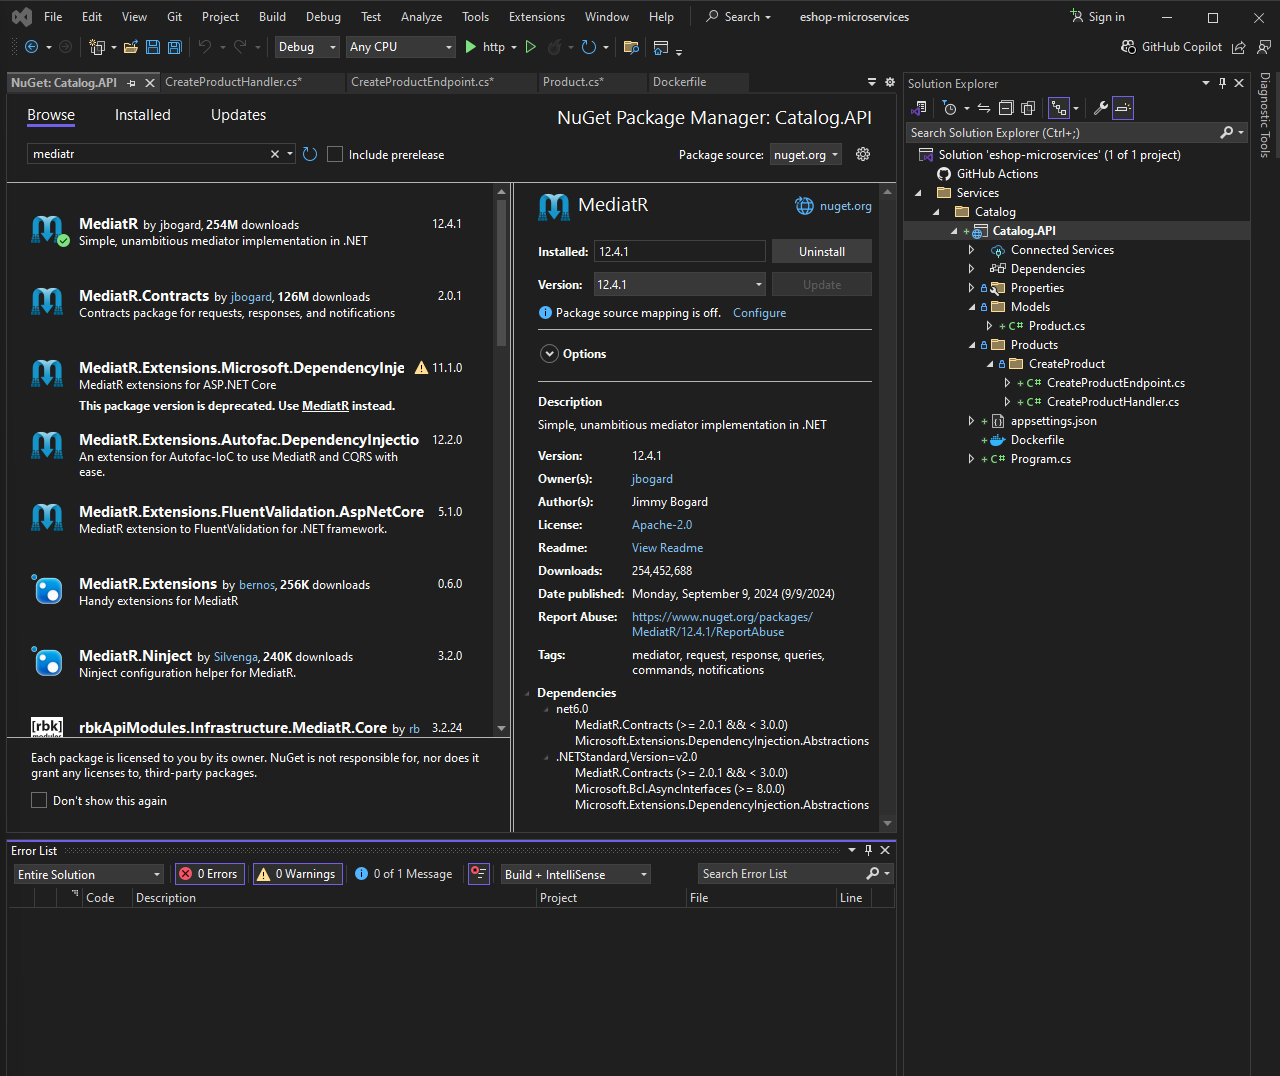 File Edit View Git Project Build Debug Test Analyze Tools Extensions Window Help Search eshop-microservices Sign in
Debug Any CPU http GitHub Copilot
NuGet: Catalog.API CreateProductHandler.cs* CreateProductEndpoint.cs* Product.cs* Dockerfile
Browse Installed Updates NuGet Package Manager: Catalog.API
mediatr Include prerelease Package source: nuget.org
MediatR by jbogard, 254M downloads 12.4.1
Simple, unambitious mediator implementation in .NET
MediatR.Contracts by jbogard, 126M downloads 2.0.1
Contracts package for requests, responses, and notifications
MediatR.Extensions.Microsoft.DependencyInje 11.1.0
MediatR extensions for ASP.NET Core
This package version is deprecated. Use MediatR instead.
MediatR.Extensions.Autofac.DependencyInjectio 12.2.0
An extension for Autofac-IoC to use MediatR and CQRS with
ease.
MediatR.Extensions.FluentValidation.AspNetCore 5.1.0
MediatR extension to FluentValidation for .NET framework.
MediatR.Extensions by bernos, 256K downloads 0.6.0
Handy extensions for MediatR
MediatR.Ninject by Silvenga, 240K downloads 3.2.0
Ninject configuration helper for MediatR.
[rbk]
modules
rbkApiModules.Infrastructure.MediatR.Core by rb 3.2.24
Each package is licensed to you by its owner. NuGet is not responsible for, nor does it
grant any licenses to, third-party packages.
Don't show this again
MediatR nuget.org
Installed: 12.4.1 Uninstall
Version: 12.4.1 Update
Package source mapping is off. Configure
Options
Description
Simple, unambitious mediator implementation in .NET
Version: 12.4.1
Owner(s): jbogard
Author(s): Jimmy Bogard
License: Apache-2.0
Readme: View Readme
Downloads: 254,452,688
Date published: Monday, September 9, 2024 (9/9/2024)
Report Abuse: https://www.nuget.org/packages/
MediatR/12.4.1/ReportAbuse
Tags: mediator, request, response, queries,
commands, notifications
Dependencies
net6.0
MediatR.Contracts (>= 2.0.1 && < 3.0.0)
Microsoft.Extensions.DependencyInjection.Abstractions
.NETStandard,Version=v2.0
MediatR.Contracts (>= 2.0.1 && < 3.0.0)
Microsoft.Bcl.AsyncInterfaces (>= 8.0.0)
Microsoft.Extensions.DependencyInjection.Abstractions
Error List
Entire Solution 0 Errors 0 Warnings 0 of 1 Message Build + IntelliSense Search Error List
Code Description Project File Line
Solution Explorer
Search Solution Explorer (Ctrl+;)
Solution 'eshop-microservices' (1 of 1 project)
GitHub Actions
Services
Catalog
Catalog.API
Connected Services
Dependencies
Properties
Models
C# Product.cs
Products
CreateProduct
C# CreateProductEndpoint.cs
C# CreateProductHandler.cs
appsettings.json
Dockerfile
C# Program.cs
Diagnostic Tools